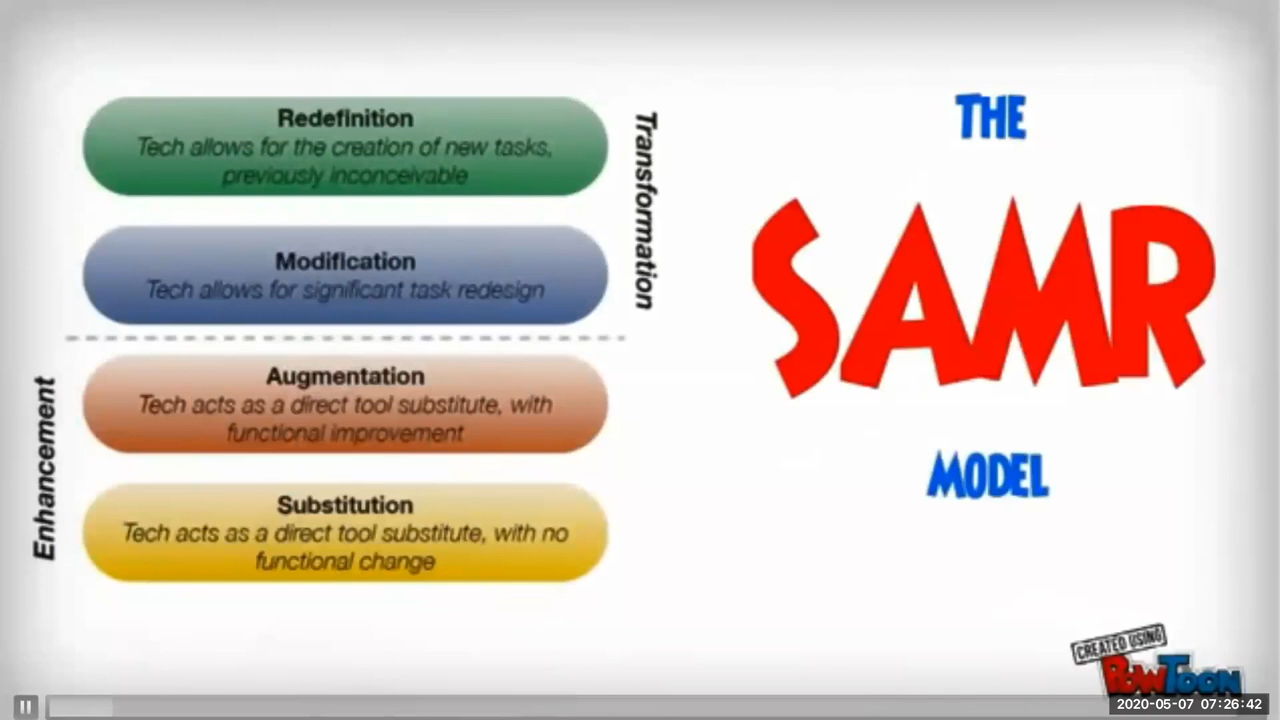 Redefinition
Tech allows for the creation of new tasks,
previously inconceivable
Modification
Tech allows for significant task redesign
Transformation
Augmentation
Tech acts as a direct tool substitute, with
functional improvement
Substitution
Tech acts as a direct tool substitute, with no
functional change
Enhancement
THE
SAMR
MODEL
CREATED USING
POWTOON
2020-05-07 07:26:42